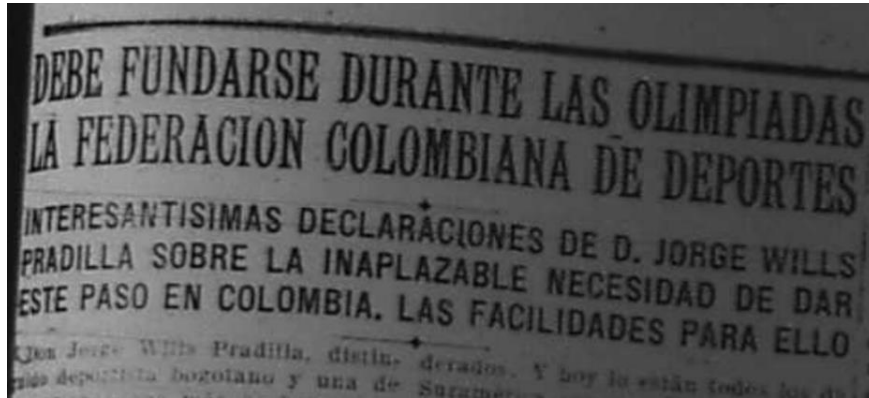 DEBE FUNDARSE DURANTE LAS OLIMPIADAS
LA FEDERACION COLOMBIANA DE DEPORTES
INTERESANTISIMAS DECLARACIONES DE D. JORGE WILLS
PRADILLA SOBRE LA INAPLAZABLE NECESIDAD DE DAR
ESTE PASO EN COLOMBIA. LAS FACILIDADES PARA ELLO
Don Jorge Wills Pradilla, distin- derados. Y hoy lo están todos los
deportista bogotano y una de